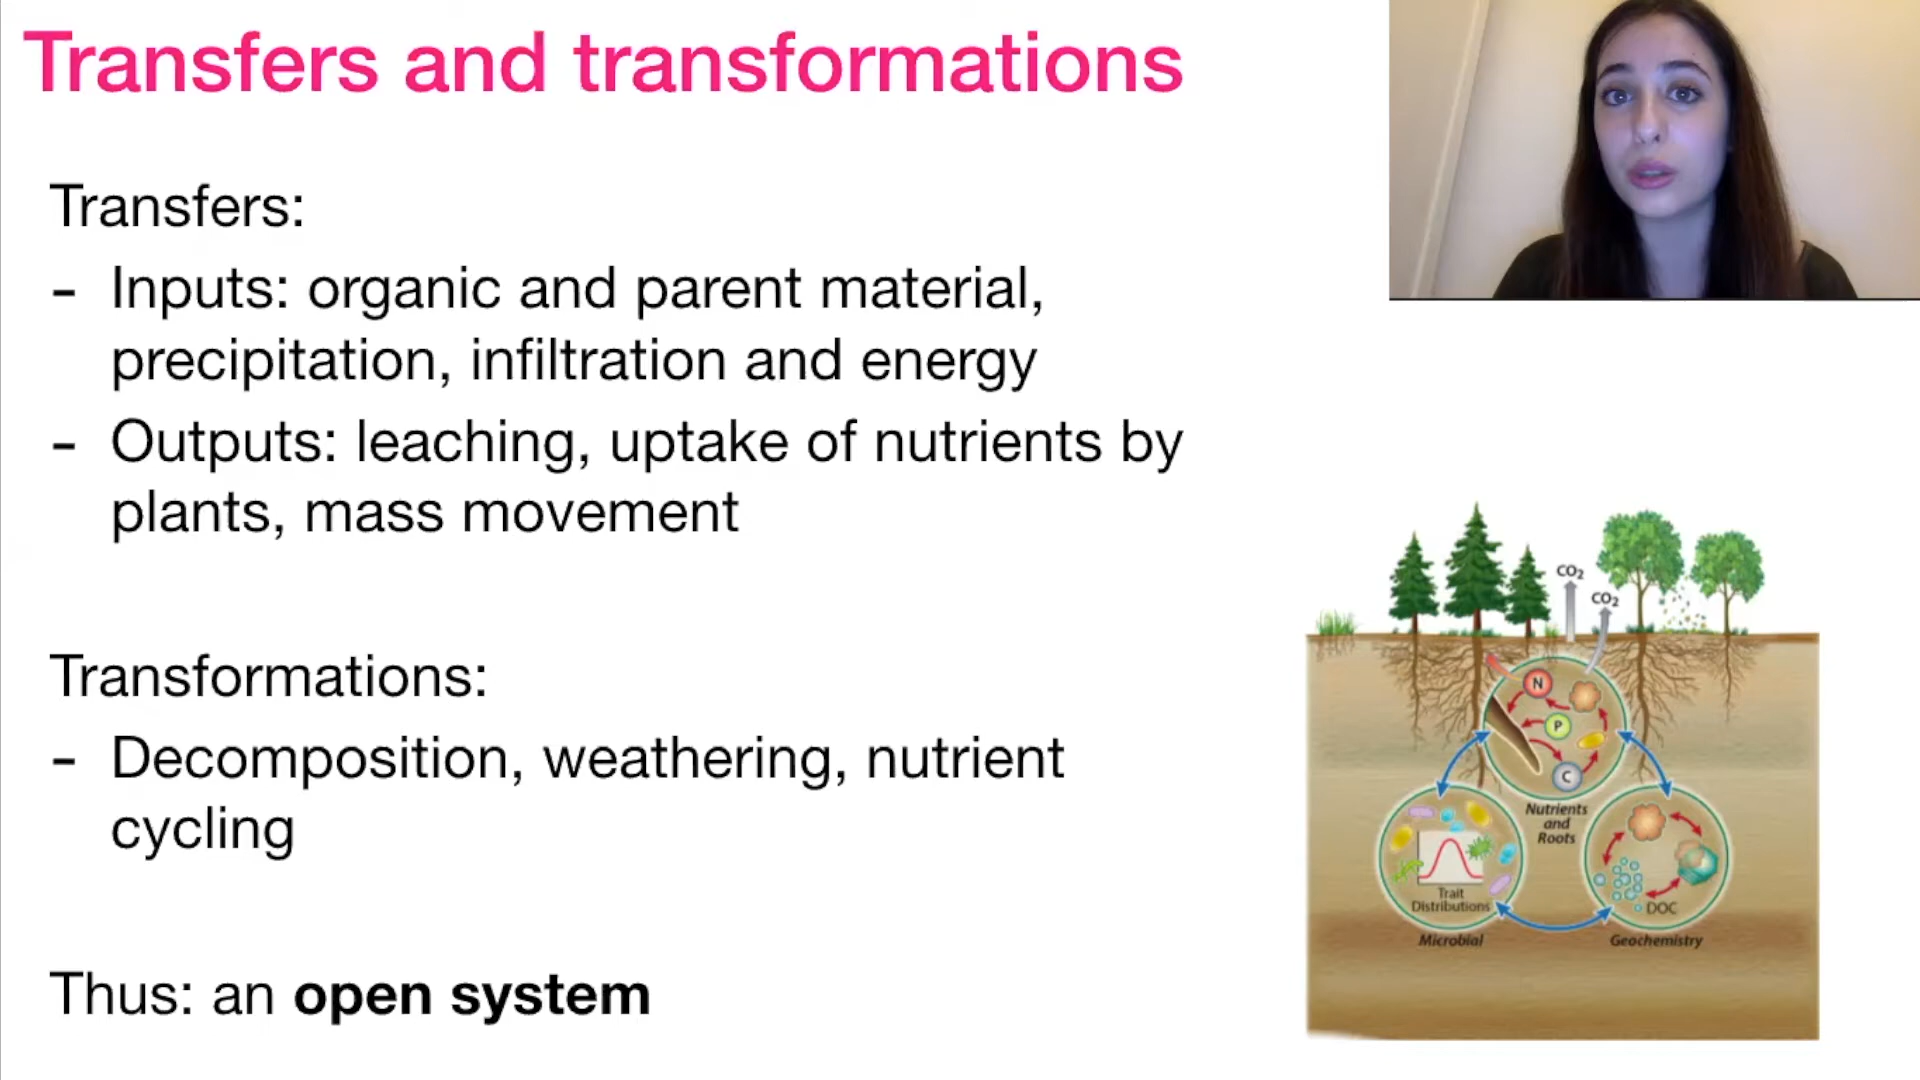 Transfers and transformations
Transfers:
- Inputs: organic and parent material,
precipitation, infiltration and energy
- Outputs: leaching, uptake of nutrients by
plants, mass movement
Transformations:
- Decomposition, weathering, nutrient
cycling
Thus: an open system
CO₂
CO₂
N
P
C
Nutrients
and
Roots
Trait
Distributions
Microbial
DOC
Geochemistry